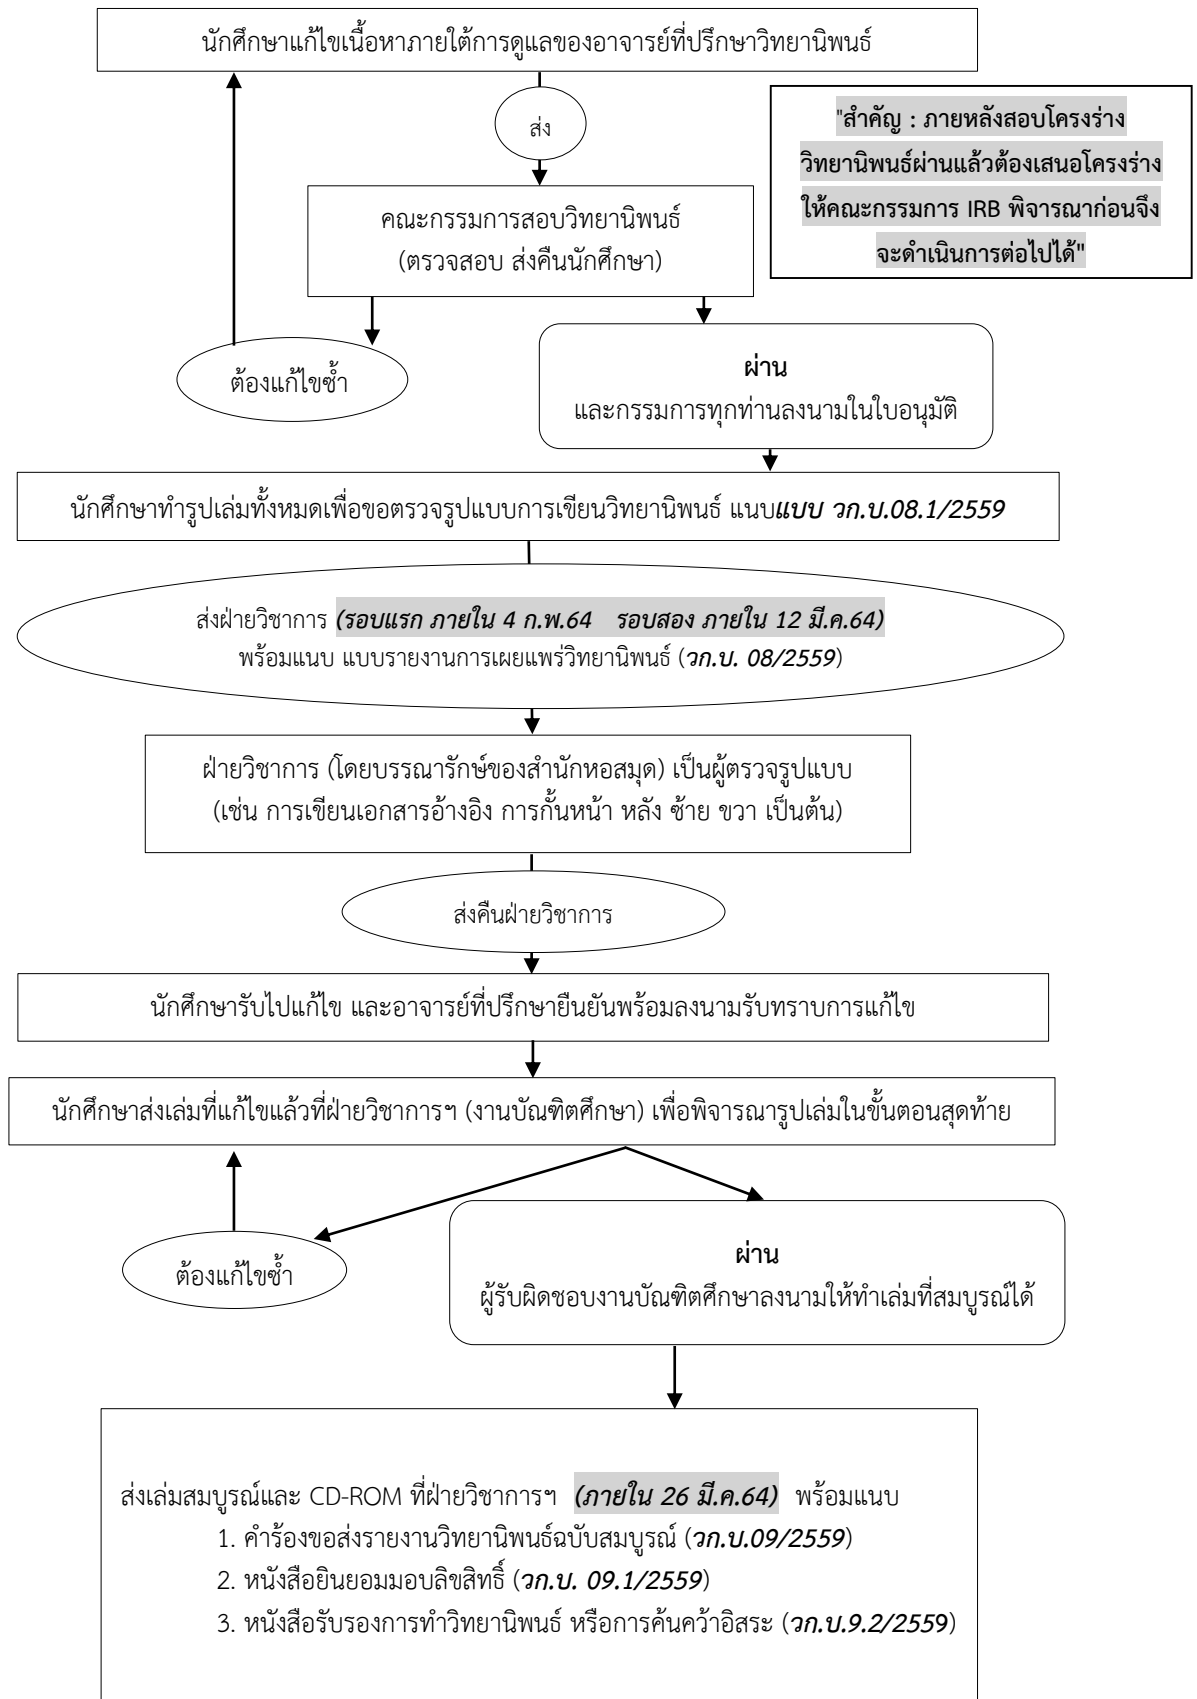 นักศึกษาแก้ไขเนื้อหาภายใต้การดูแลของอาจารย์ที่ปรึกษาวิทยานิพนธ์
ส่ง
"สำคัญ : ภายหลังสอบโครงร่าง
วิทยานิพนธ์ผ่านแล้วต้องเสนอโครงร่าง
ให้คณะกรรมการ IRB พิจารณาก่อนจึง
จะดำเนินการต่อไปได้"
คณะกรรมการสอบวิทยานิพนธ์
(ตรวจสอบ ส่งคืนนักศึกษา)
ต้องแก้ไขซ้ำ
ผ่าน
และกรรมการทุกท่านลงนามในใบอนุมัติ
นักศึกษาทำรูปเล่มทั้งหมดเพื่อขอตรวจรูปแบบการเขียนวิทยานิพนธ์ แนบแบบ วก.บ.08.1/2559
ส่งฝ่ายวิชาการ (รอบแรก ภายใน 4 ก.พ.64 รอบสอง ภายใน 12 มี.ค.64)
พร้อมแนบ แบบรายงานการเผยแพร่วิทยานิพนธ์ (วก.บ. 08/2559)
ฝ่ายวิชาการ (โดยบรรณารักษ์ของสำนักหอสมุด) เป็นผู้ตรวจรูปแบบ
(เช่น การเขียนเอกสารอ้างอิง การกั้นหน้า หลัง ซ้าย ขวา เป็นต้น)
ส่งคืนฝ่ายวิชาการ
นักศึกษารับไปแก้ไข และอาจารย์ที่ปรึกษายืนยันพร้อมลงนามรับทราบการแก้ไข
นักศึกษาส่งเล่มที่แก้ไขแล้วที่ฝ่ายวิชาการฯ (งานบัณฑิตศึกษา) เพื่อพิจารณารูปเล่มในขั้นตอนสุดท้าย
ต้องแก้ไขซ้ำ
ผ่าน
ผู้รับผิดชอบงานบัณฑิตศึกษาลงนามให้ทำเล่มที่สมบูรณ์ได้
ส่งเล่มสมบูรณ์และ CD-ROM ที่ฝ่ายวิชาการฯ (ภายใน 26 มี.ค.64) พร้อมแนบ
1. คำร้องขอส่งรายงานวิทยานิพนธ์ฉบับสมบูรณ์ (วก.บ.09/2559)
2. หนังสือยินยอมมอบลิขสิทธิ์ (วก.บ. 09.1/2559)
3. หนังสือรับรองการทำวิทยานิพนธ์ หรือการค้นคว้าอิสระ (วก.บ.9.2/2559)